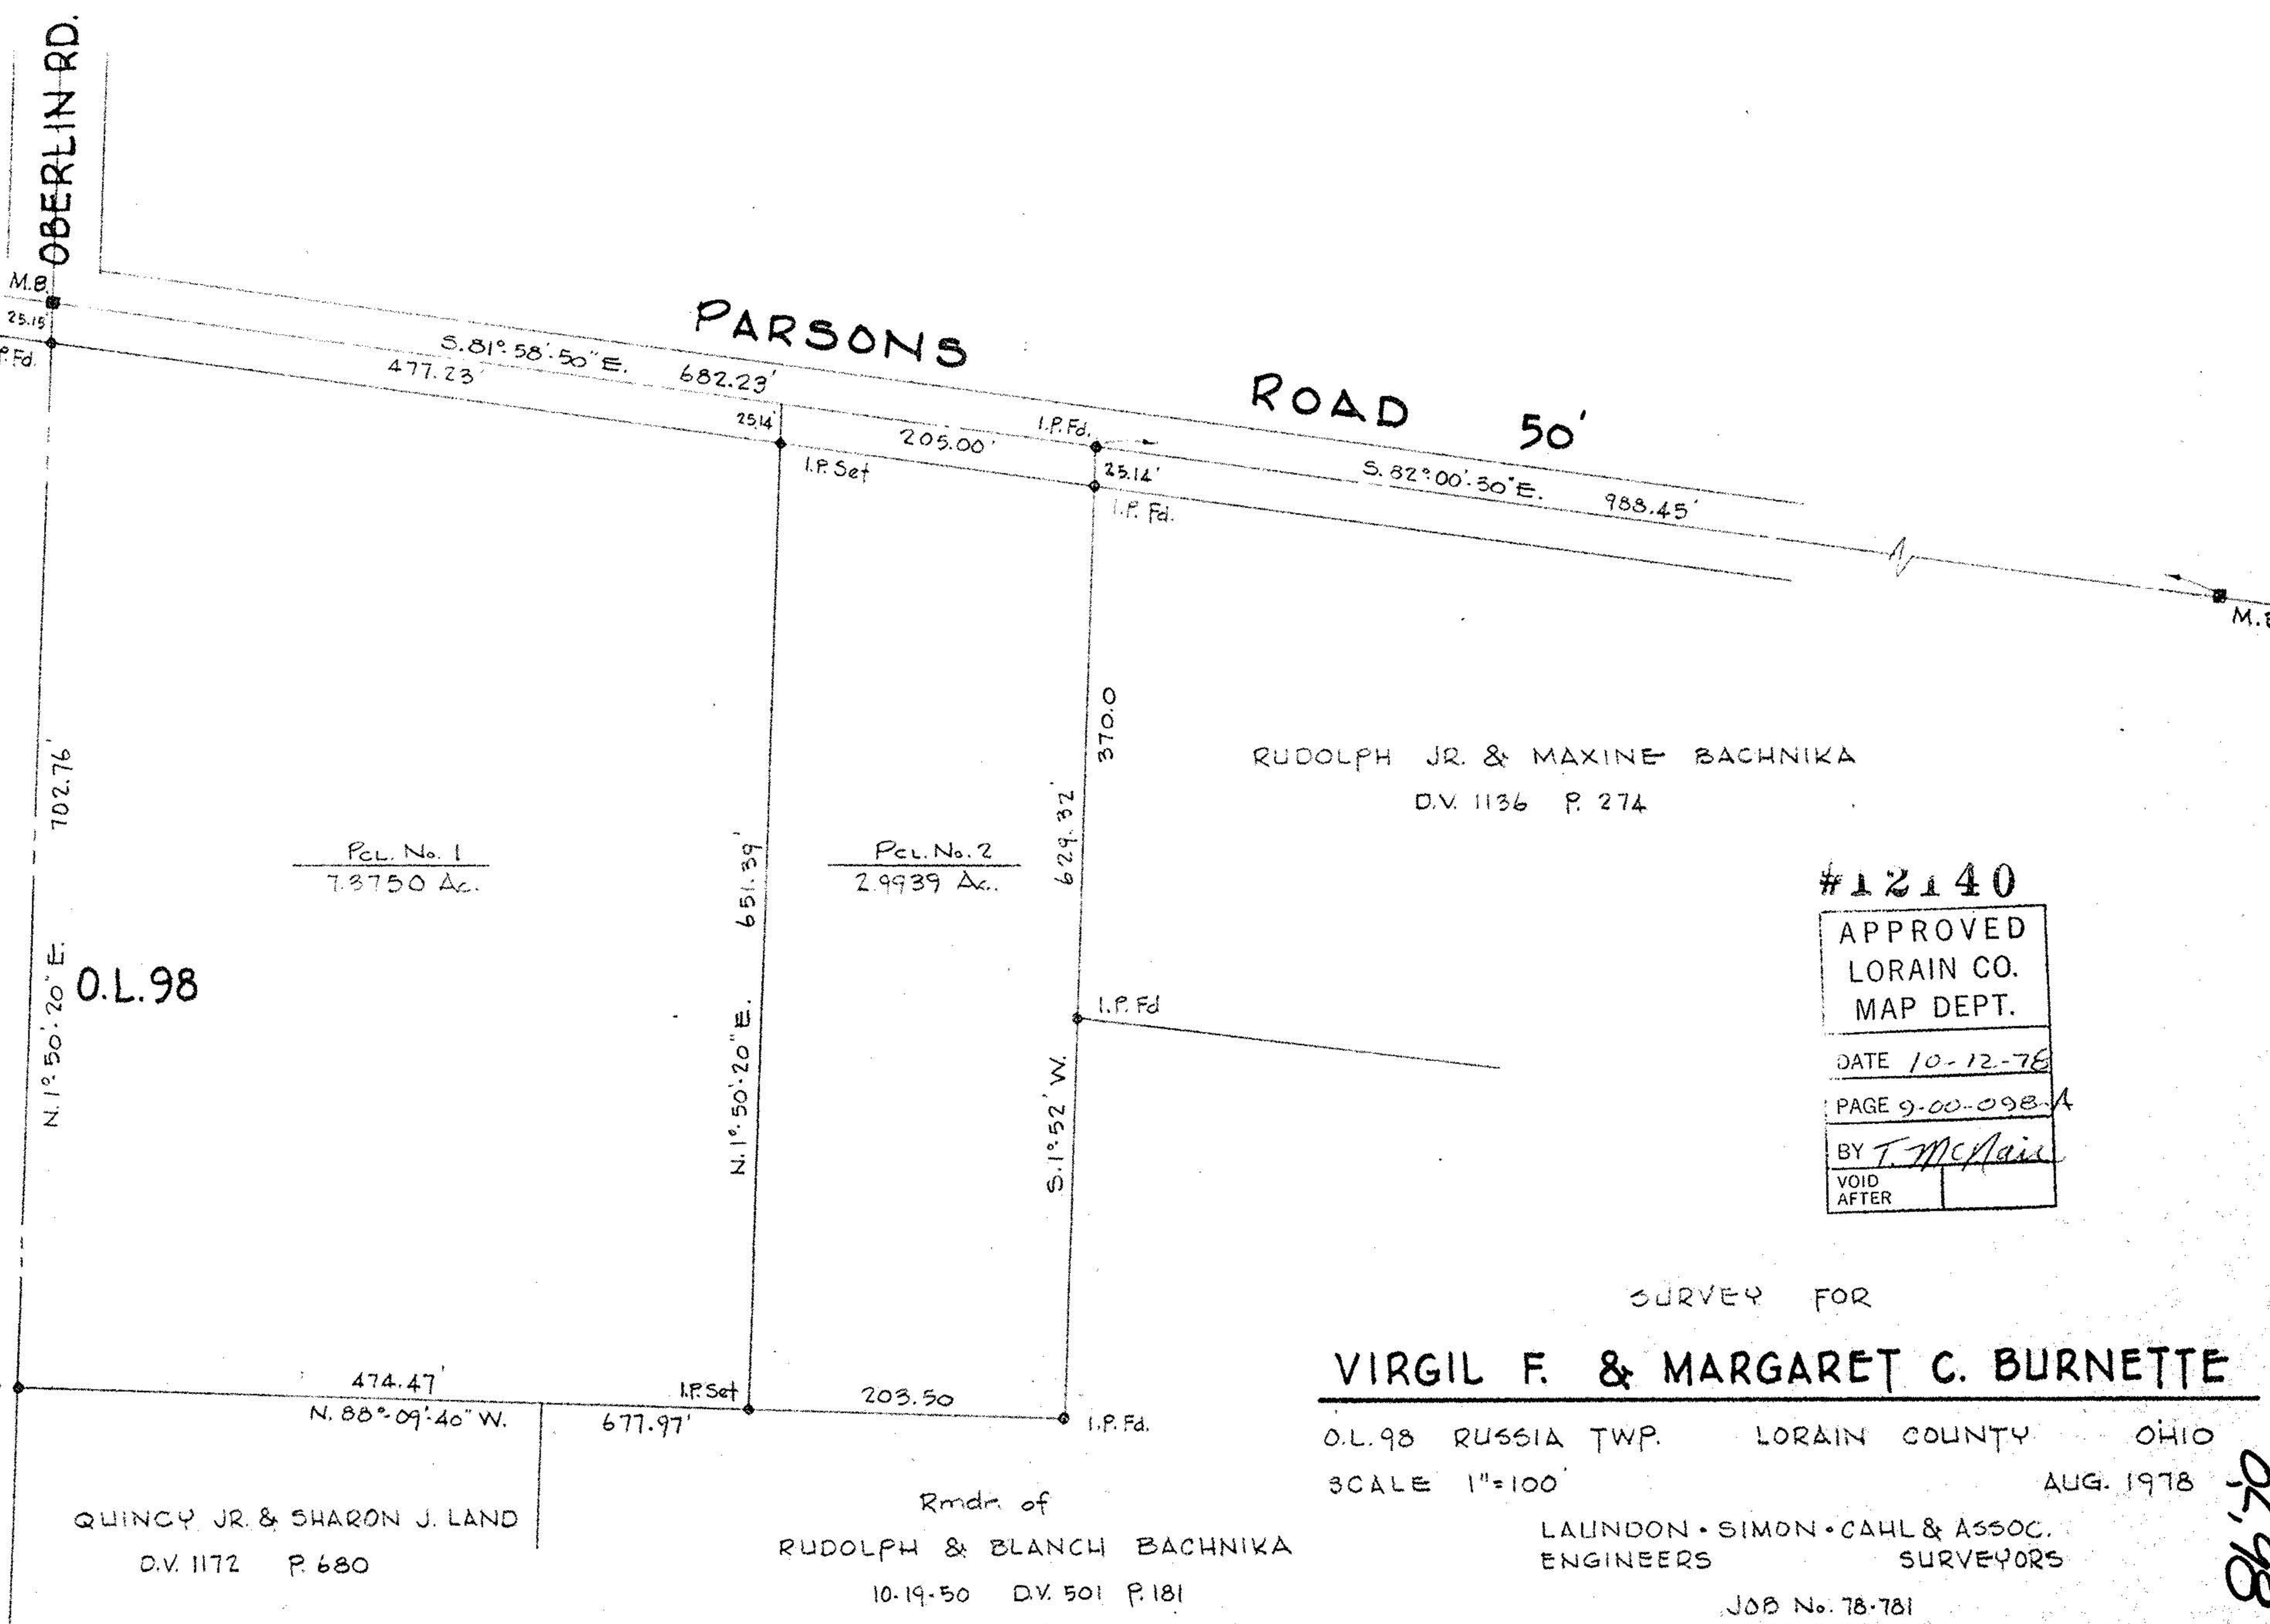 OBERLIN RD.
M.B.
25.15'
P.Fd.
PARSONS ROAD 50'
S.81°-58'-50"E. 682.23'
477.23'
25.14'
I.P. Set
205.00'
I.P.Fd.
25.14'
I.P. Fd.
S.82°-00'-30"E. 988.45'
M.B
N.1°-50'-20"E. 702.76'
Pcl. No. 1
7.3750 Ac.
O.L.98
N.1°-50'-20"E. 651.39'
Pcl. No. 2
2.9939 Ac.
S.1°-52' W. 629.32'
370.0
I.P. Fd
RUDOLPH JR. & MAXINE BACHNIKA
D.V. 1136 P. 274
#12140
APPROVED
LORAIN CO.
MAP DEPT.
DATE 10-12-78
PAGE 9-00-098-A
BY T. McNair
VOID
AFTER
474.47'
N.88°-09'-40"W. 677.97'
I.P.Set
203.50
I.P.Fd.
QUINCY JR. & SHARON J. LAND
D.V. 1172 P. 680
Rmdr. of
RUDOLPH & BLANCH BACHNIKA
10-19-50 D.V. 501 P. 181
SURVEY FOR
VIRGIL F. & MARGARET C. BURNETTE
O.L.98 RUSSIA TWP. LORAIN COUNTY OHIO
SCALE 1"=100' AUG. 1978
LAUNDON • SIMON • CAHL & ASSOC.
ENGINEERS SURVEYORS
JOB No. 78-781
O.L. 98